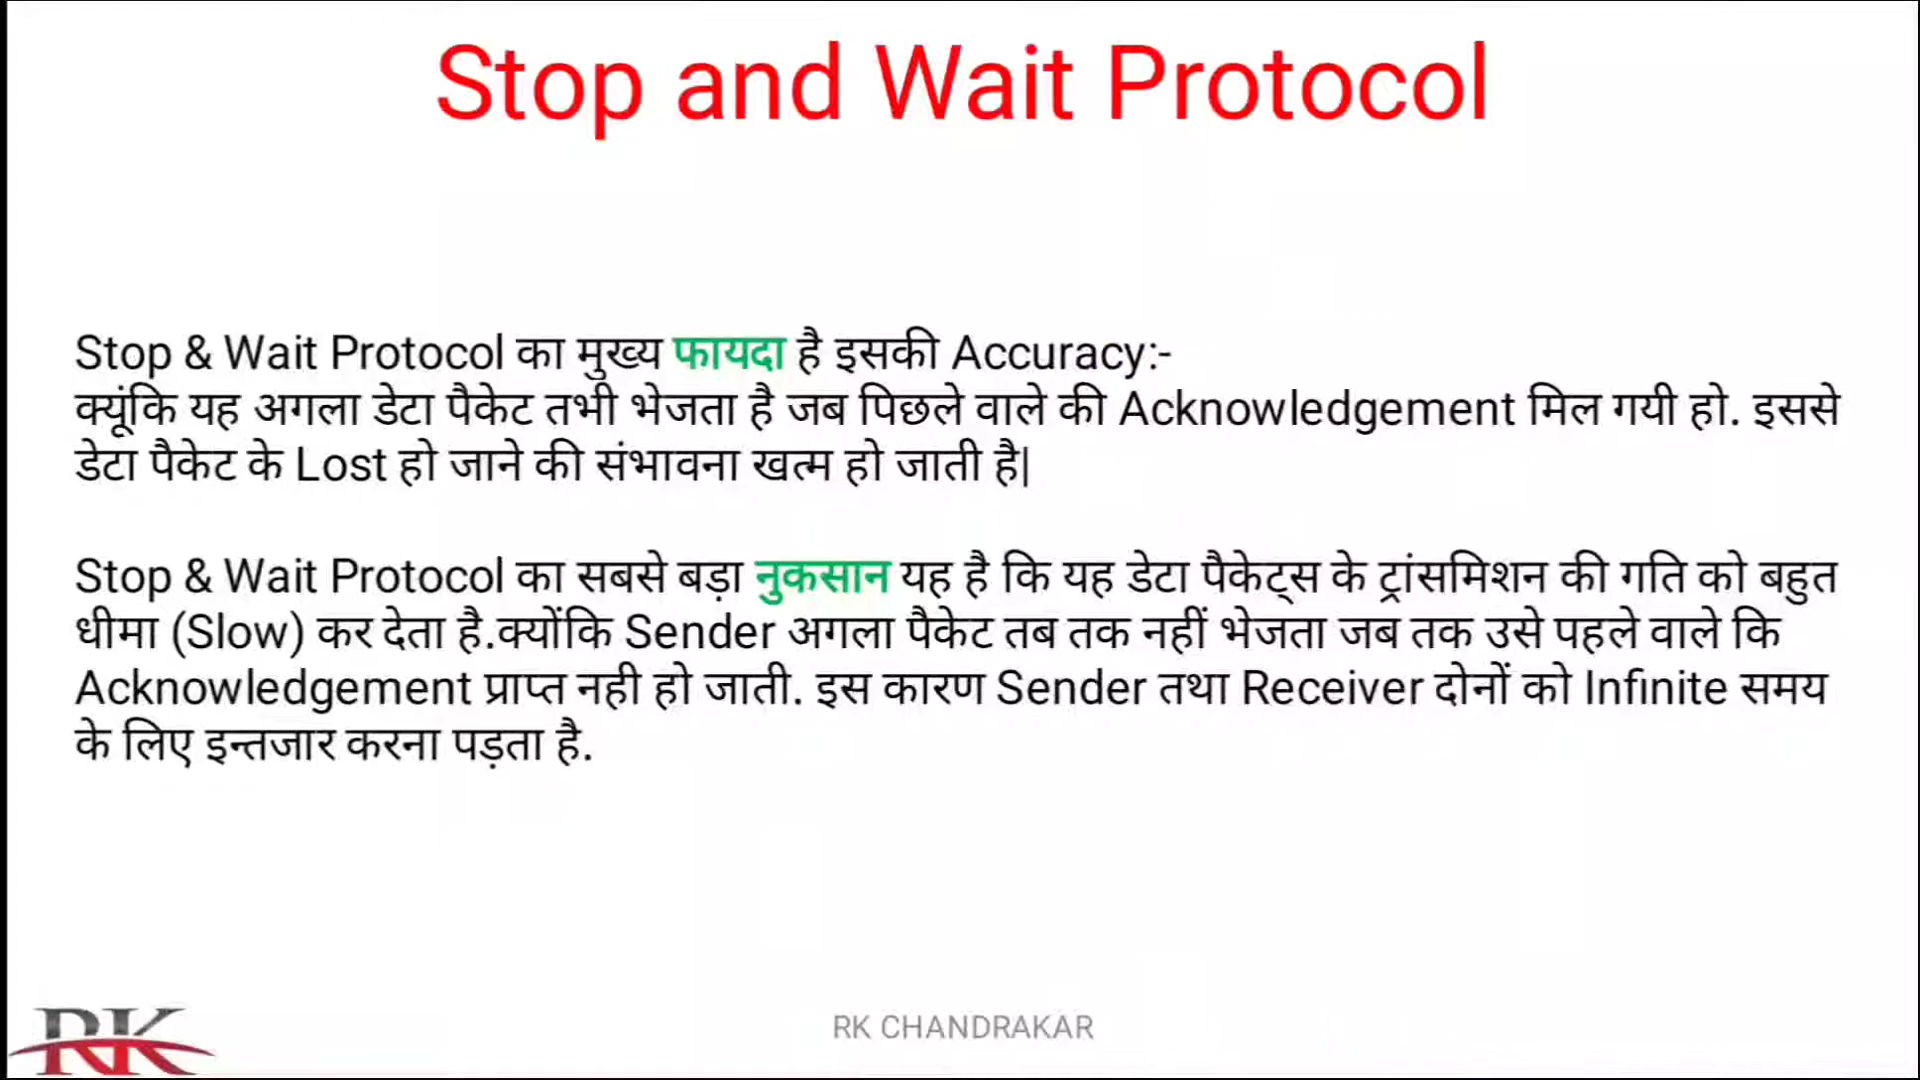 Stop and Wait Protocol
Stop & Wait Protocol का मुख्य फायदा है इसकी Accuracy:-
क्यूंकि यह अगला डेटा पैकेट तभी भेजता है जब पिछले वाले की Acknowledgement मिल गयी हो. इससे
डेटा पैकेट के Lost हो जाने की संभावना खत्म हो जाती है|
Stop & Wait Protocol का सबसे बड़ा नुकसान यह है कि यह डेटा पैकेट्स के ट्रांसमिशन की गति को बहुत
धीमा (Slow) कर देता है.क्योंकि Sender अगला पैकेट तब तक नहीं भेजता जब तक उसे पहले वाले कि
Acknowledgement प्राप्त नही हो जाती. इस कारण Sender तथा Receiver दोनों को Infinite समय
के लिए इन्तजार करना पड़ता है.
RK
RK CHANDRAKAR